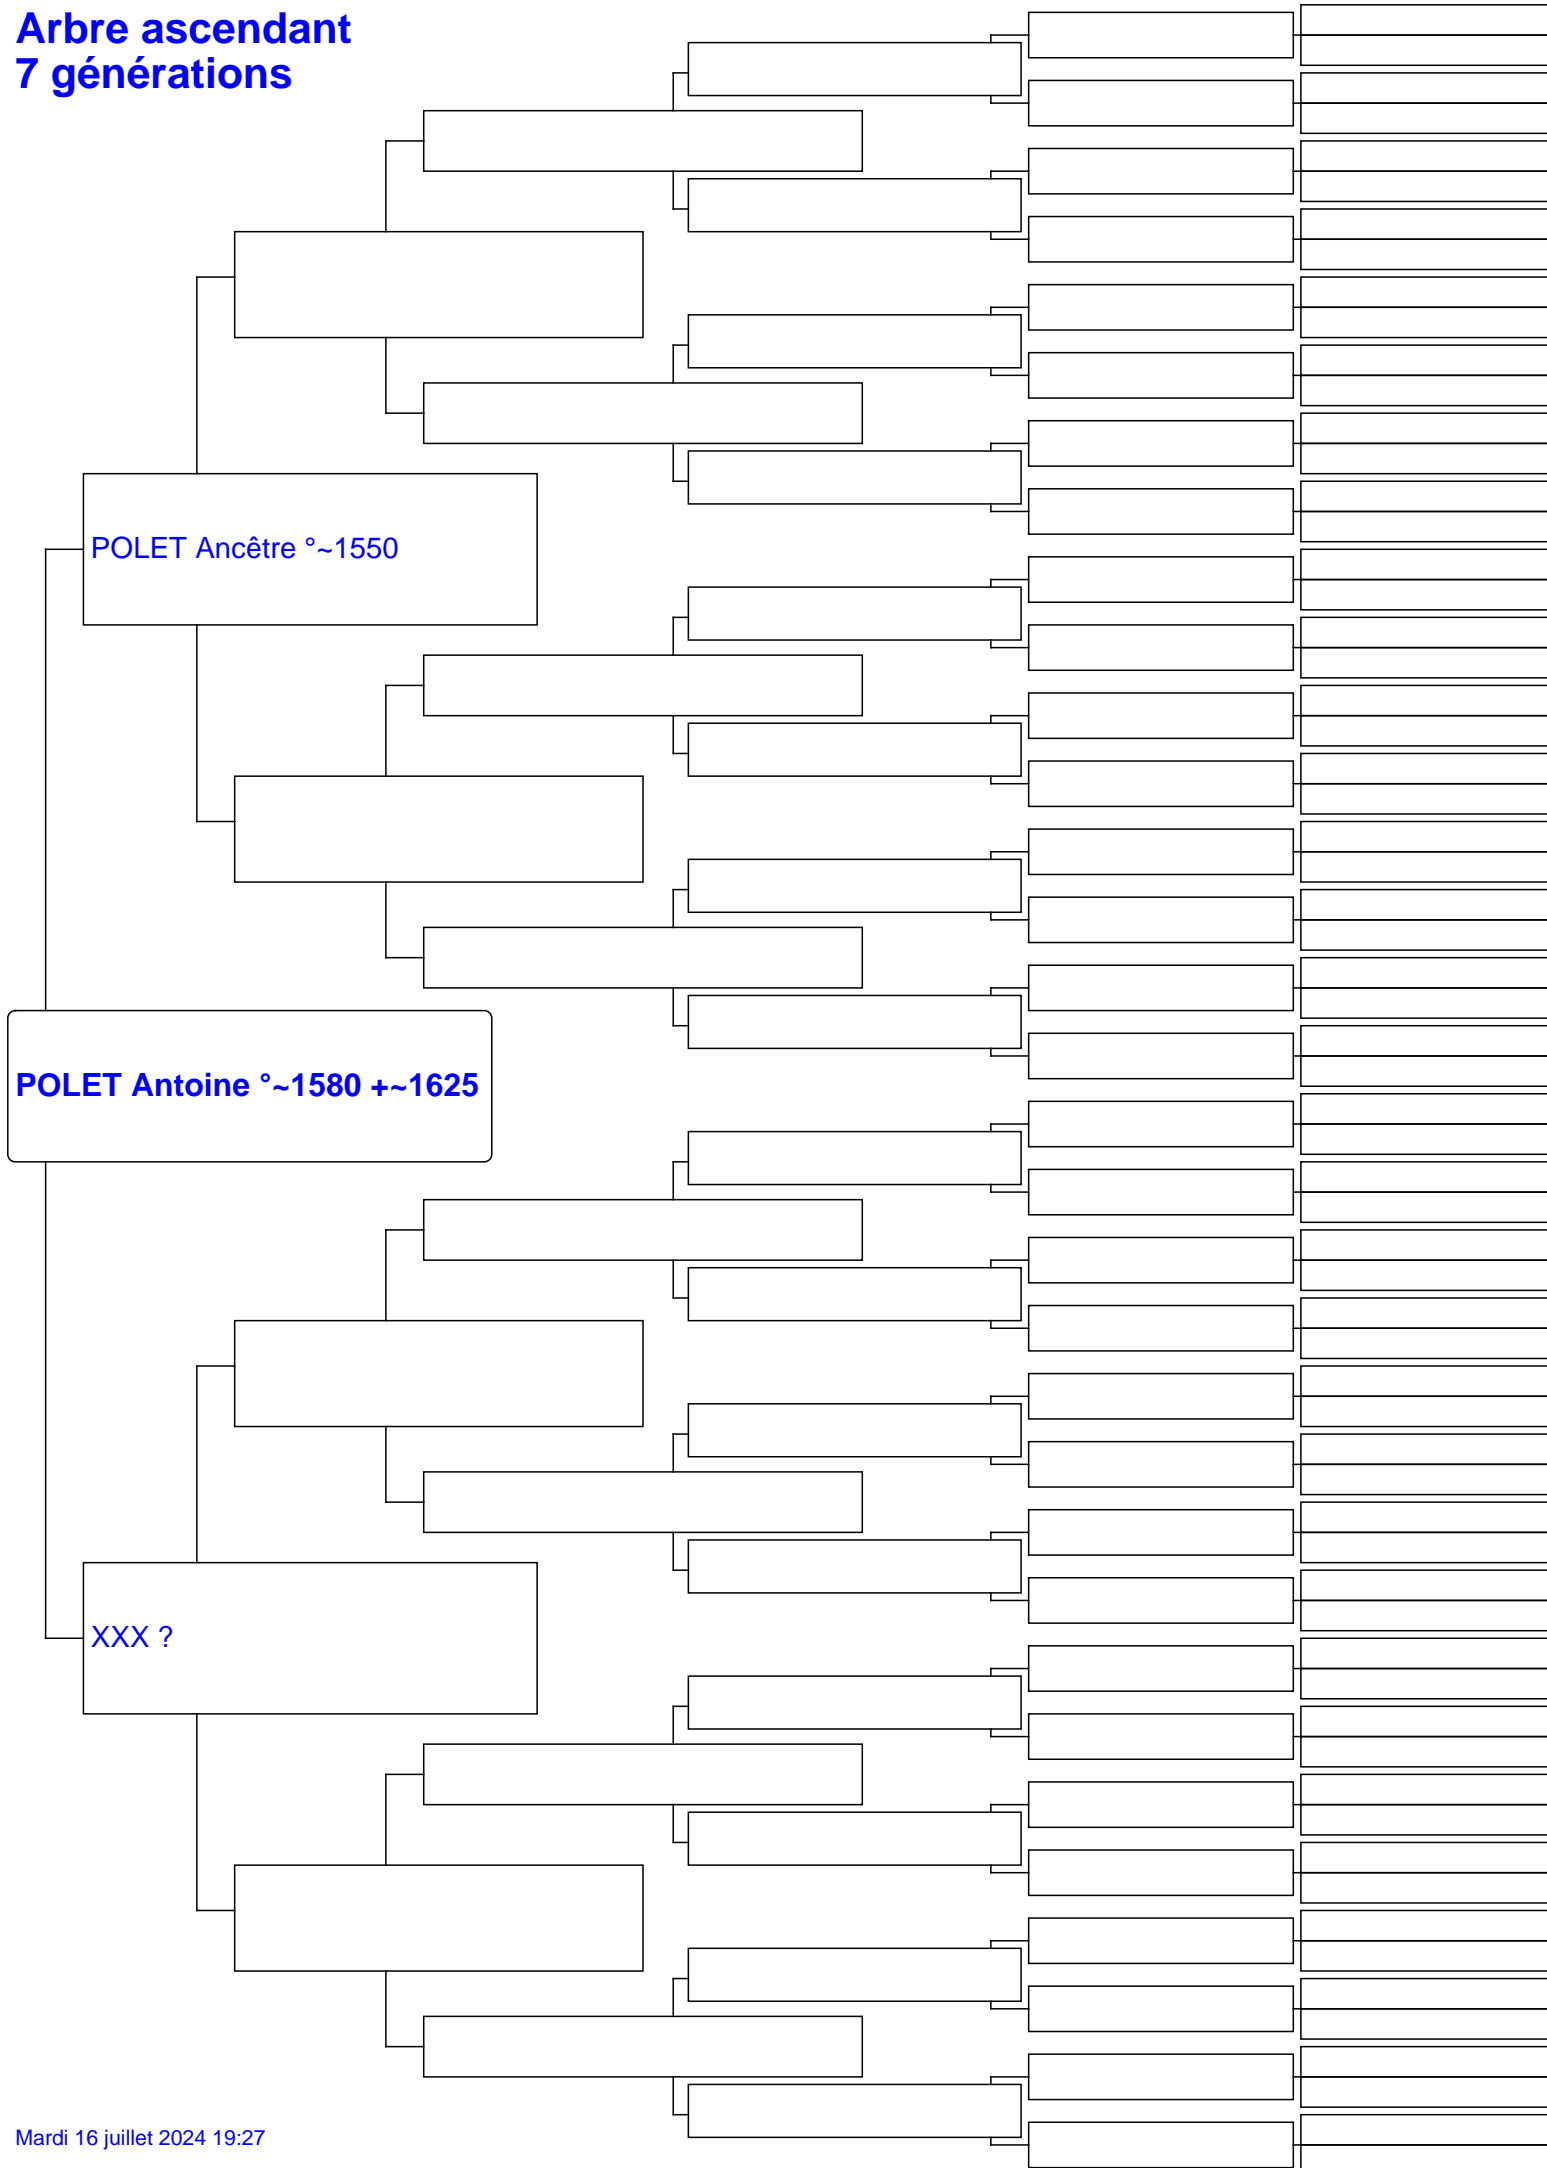 Arbre ascendant
7 générations
POLET Ancêtre °~1550
POLET Antoine °~1580 +~1625
XXX ?
Mardi 16 juillet 2024 19:27